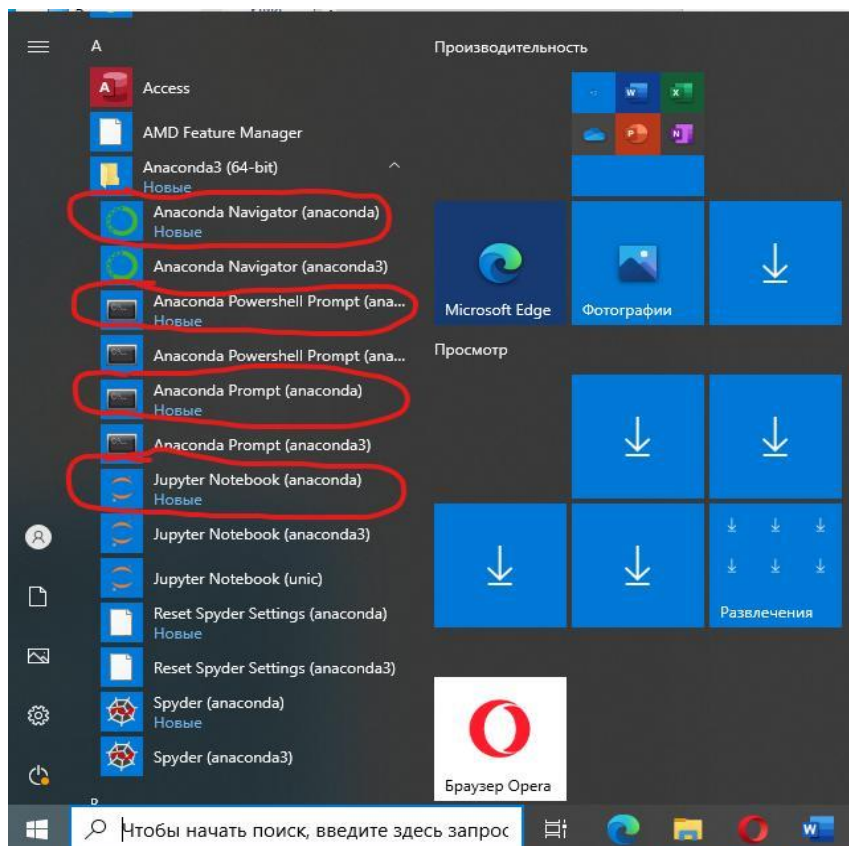 A
Access
AMD Feature Manager
Anaconda3 (64-bit)
Новые
Anaconda Navigator (anaconda)
Новые
Anaconda Navigator (anaconda3)
Anaconda Powershell Prompt (ana...
Новые
Anaconda Powershell Prompt (ana...
Anaconda Prompt (anaconda)
Новые
Anaconda Prompt (anaconda3)
Jupyter Notebook (anaconda)
Новые
Jupyter Notebook (anaconda3)
Jupyter Notebook (unic)
Reset Spyder Settings (anaconda)
Новые
Reset Spyder Settings (anaconda3)
Spyder (anaconda)
Новые
Spyder (anaconda3)
Производительность
Microsoft Edge
Фотографии
Просмотр
Развлечения
Браузер Opera
Чтобы начать поиск, введите здесь запрос